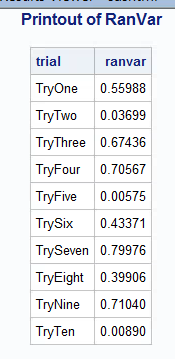 Printout of RanVar
trial ranvar
TryOne 0.55988
TryTwo 0.03699
TryThree 0.67436
TryFour 0.70567
TryFive 0.00575
TrySix 0.43371
TrySeven 0.79976
TryEight 0.39906
TryNine 0.71040
TryTen 0.00890